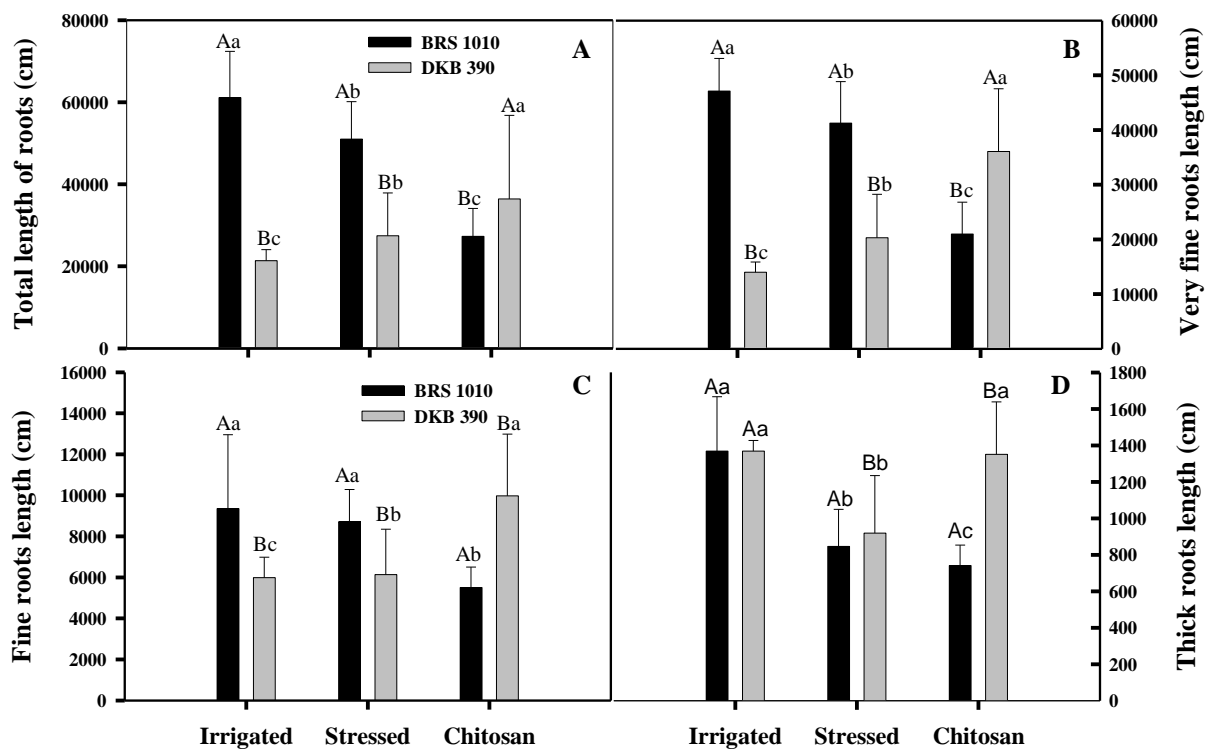 Total length of roots (cm)
80000
60000
40000
20000
0
BRS 1010
DKB 390
A
Aa
Bc
Ab
Bb
Bc
Aa
B
Aa
Bc
Ab
Bb
Bc
Aa
60000
50000
40000
30000
20000
10000
0
Very fine roots length (cm)
Fine roots length (cm)
16000
14000
12000
10000
8000
6000
4000
2000
0
BRS 1010
DKB 390
C
Aa
Bc
Aa
Bb
Ab
Ba
Irrigated
Stressed
Chitosan
D
Aa
Aa
Ab
Bb
Ac
Ba
1800
1600
1400
1200
1000
800
600
400
200
0
Thick roots length (cm)
Irrigated
Stressed
Chitosan